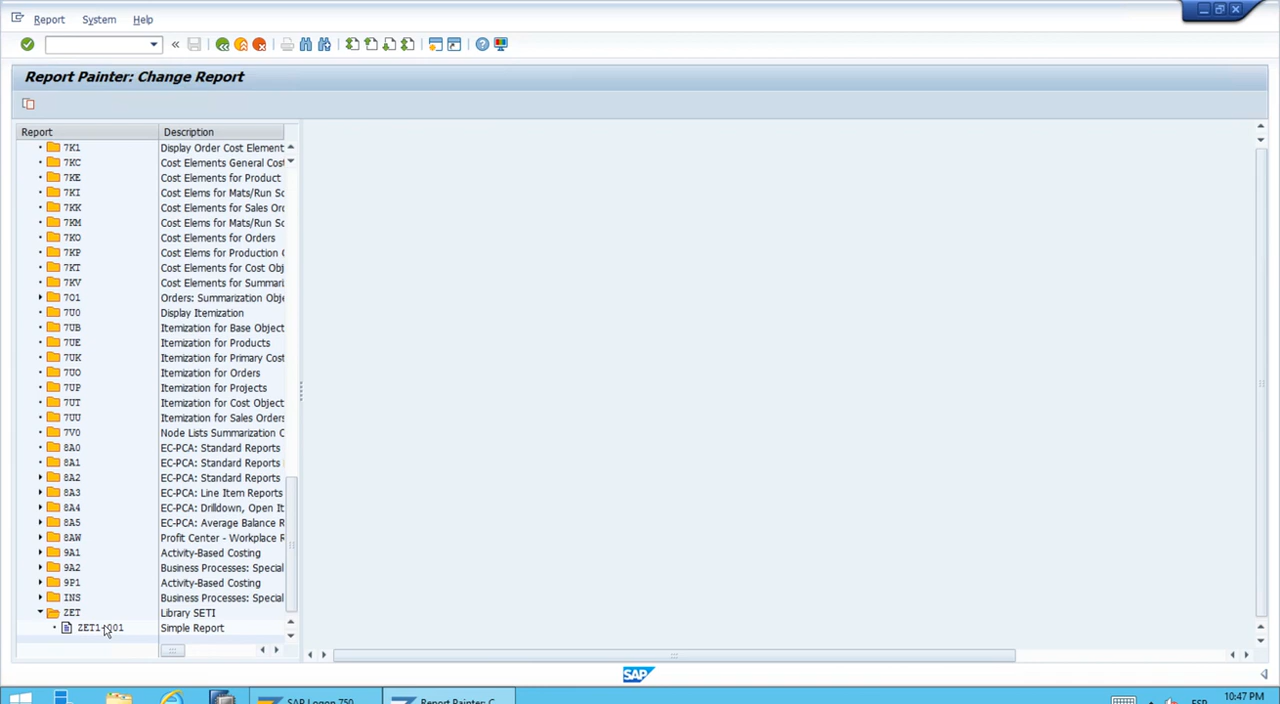 Report System Help
Report Painter: Change Report
Report Description
7K1 Display Order Cost Element
7KC Cost Elements General Cost
7KE Cost Elements for Product
7KI Cost Elems for Mats/Run Sc
7KK Cost Elements for Sales Orc
7KM Cost Elems for Mats/Run Sc
7KO Cost Elements for Orders
7KP Cost Elems for Production C
7KT Cost Elements for Cost Obj
7KV Cost Elements for Summari
7O1 Orders: Summarization Obje
7U0 Display Itemization
7UB Itemization for Base Object
7UE Itemization for Products
7UK Itemization for Primary Cost
7UO Itemization for Orders
7UP Itemization for Projects
7UT Itemization for Cost Object
7UU Itemization for Sales Orders
7V0 Node Lists Summarization C
8A0 EC-PCA: Standard Reports
8A1 EC-PCA: Standard Reports
8A2 EC-PCA: Standard Reports
8A3 EC-PCA: Line Item Reports
8A4 EC-PCA: Drilldown, Open It
8A5 EC-PCA: Average Balance R
8AW Profit Center - Workplace R
9A1 Activity-Based Costing
9A2 Business Processes: Special
9P1 Activity-Based Costing
INS Business Processes: Special
ZET Library SETI
ZET1-001 Simple Report
SAP
SAP Logon 750 Report Painter: C... ESP 10:47 PM